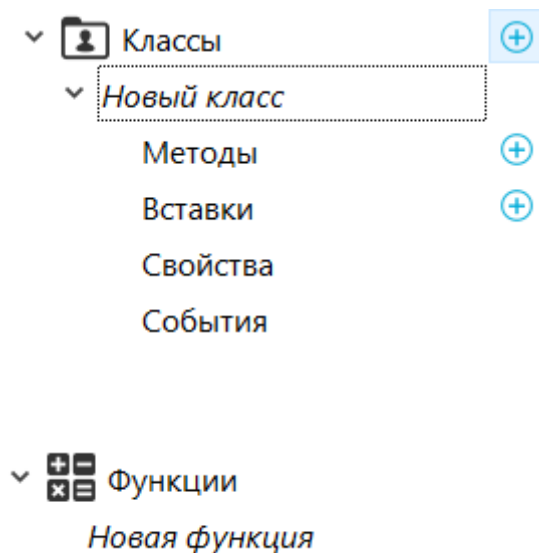 Классы
Новый класс
Методы
Вставки
Свойства
События
Функции
Новая функция